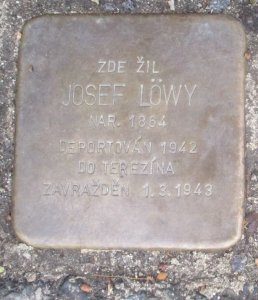 ZDE ŽIL
JOSEF LÖWY
NAR. 1864
DEPORTOVÁN 1942
DO TEREZÍNA
ZAVRAŽDĚN 1.3.1943